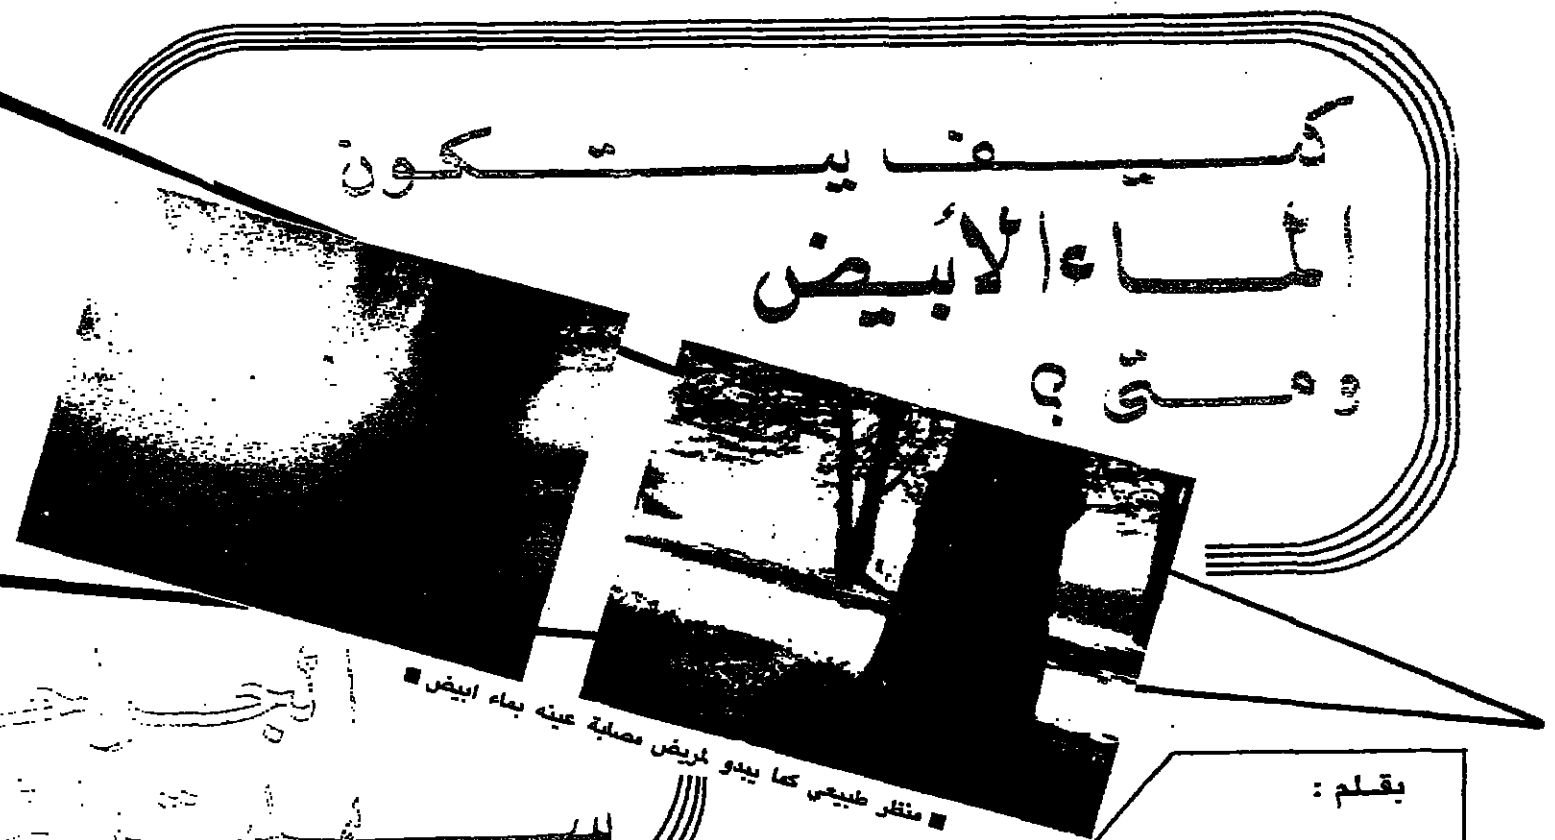 كيف يتكون
الماء الأبيض
ومتى ؟
■ منظر طبيعي كما يبدو لمريض مصابة عينه بماء ابيض ■
بقلم :